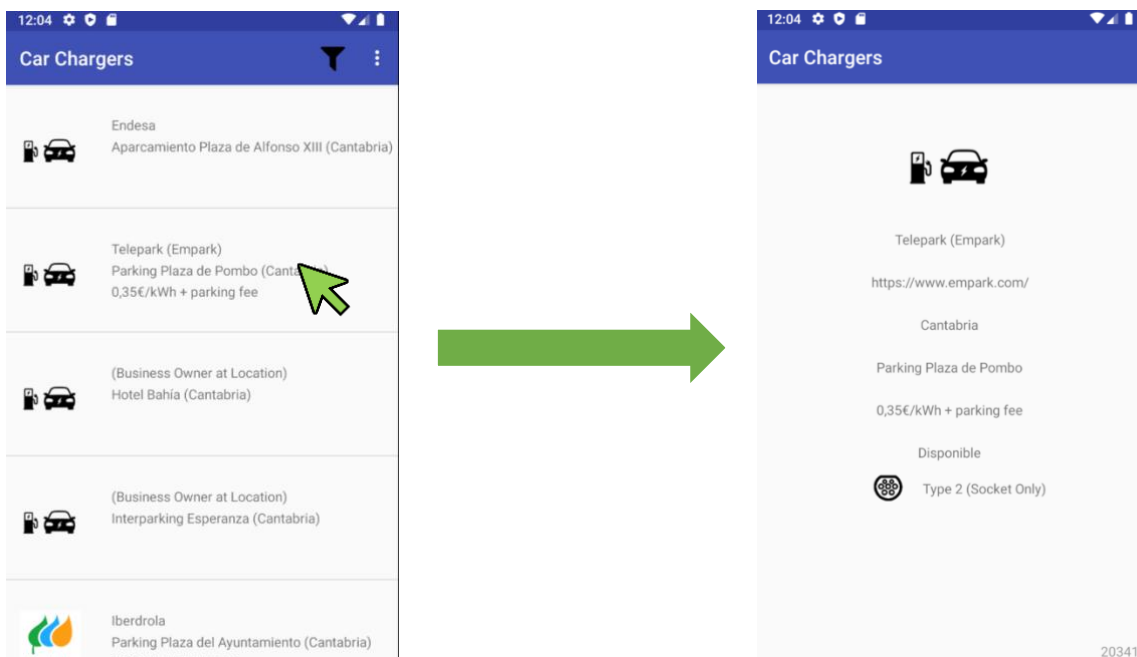 12:04
Car Chargers
Endesa
Aparcamiento Plaza de Alfonso XIII (Cantabria)
Telepark (Empark)
Parking Plaza de Pombo (Canta
0,35€/kWh + parking fee
(Business Owner at Location)
Hotel Bahía (Cantabria)
(Business Owner at Location)
Interparking Esperanza (Cantabria)
Iberdrola
Parking Plaza del Ayuntamiento (Cantabria)
12:04
Car Chargers
Telepark (Empark)
https://www.empark.com/
Cantabria
Parking Plaza de Pombo
0,35€/kWh + parking fee
Disponible
Type 2 (Socket Only)
20341